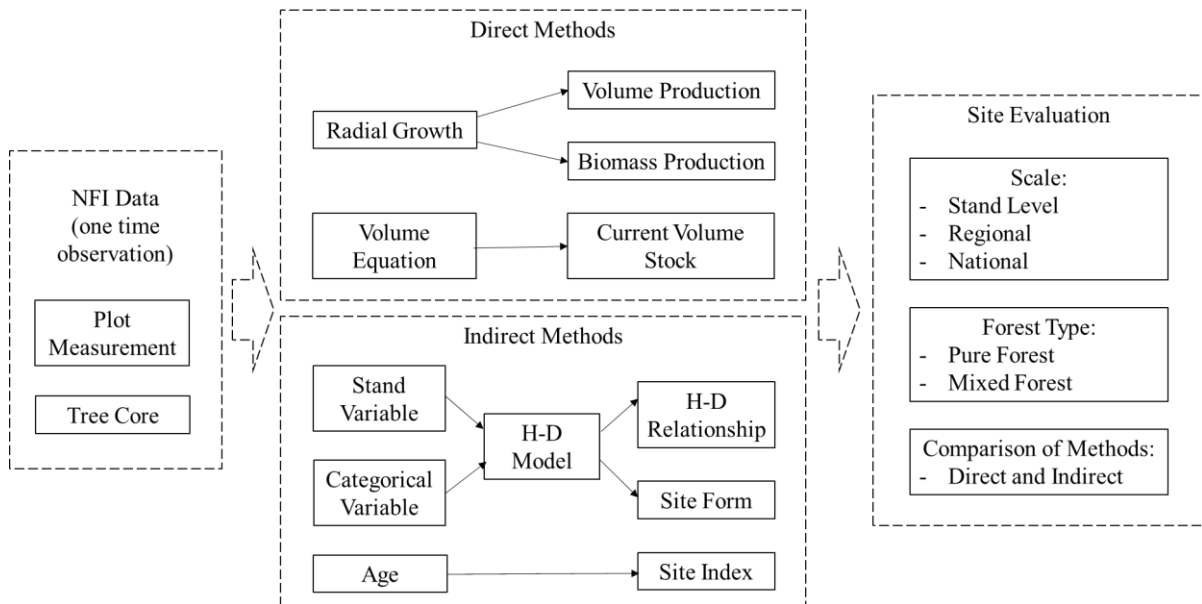 NFI Data
(one time
observation)
Plot
Measurement
Tree Core
Direct Methods
Radial Growth
Volume Production
Biomass Production
Volume
Equation
Current Volume
Stock
Indirect Methods
Stand
Variable
Categorical
Variable
H-D
Model
H-D
Relationship
Site Form
Age
Site Index
Site Evaluation
Scale:
- Stand Level
- Regional
- National
Forest Type:
- Pure Forest
- Mixed Forest
Comparison of Methods:
- Direct and Indirect